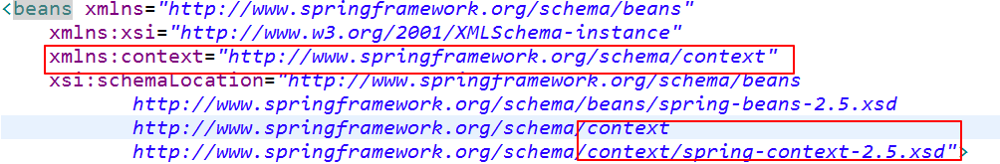 <beans xmlns="http://www.springframework.org/schema/beans"
xmlns:xsi="http://www.w3.org/2001/XMLSchema-instance"
xmlns:context="http://www.springframework.org/schema/context"
xsi:schemaLocation="http://www.springframework.org/schema/beans
http://www.springframework.org/schema/beans/spring-beans-2.5.xsd
http://www.springframework.org/schema/context
http://www.springframework.org/schema/context/spring-context-2.5.xsd">